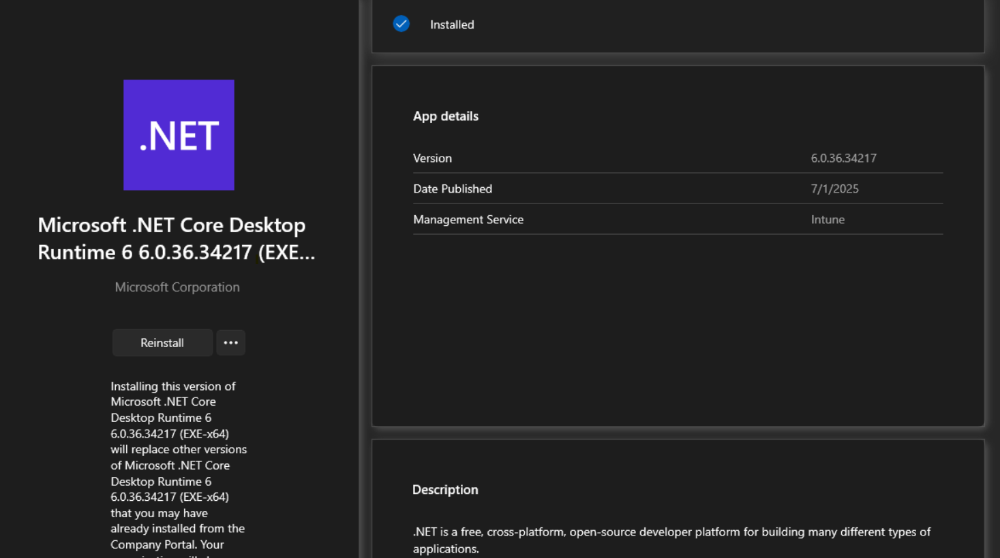 Installed
.NET
Microsoft .NET Core Desktop
Runtime 6 6.0.36.34217 (EXE...
Microsoft Corporation
Reinstall
Installing this version of
Microsoft .NET Core
Desktop Runtime 6
6.0.36.34217 (EXE-x64)
will replace other versions
of Microsoft .NET Core
Desktop Runtime 6
6.0.36.34217 (EXE-x64)
that you may have
already installed from the
Company Portal. Your
App details
Version 6.0.36.34217
Date Published 7/1/2025
Management Service Intune
Description
.NET is a free, cross-platform, open-source developer platform for building many different types of
applications.